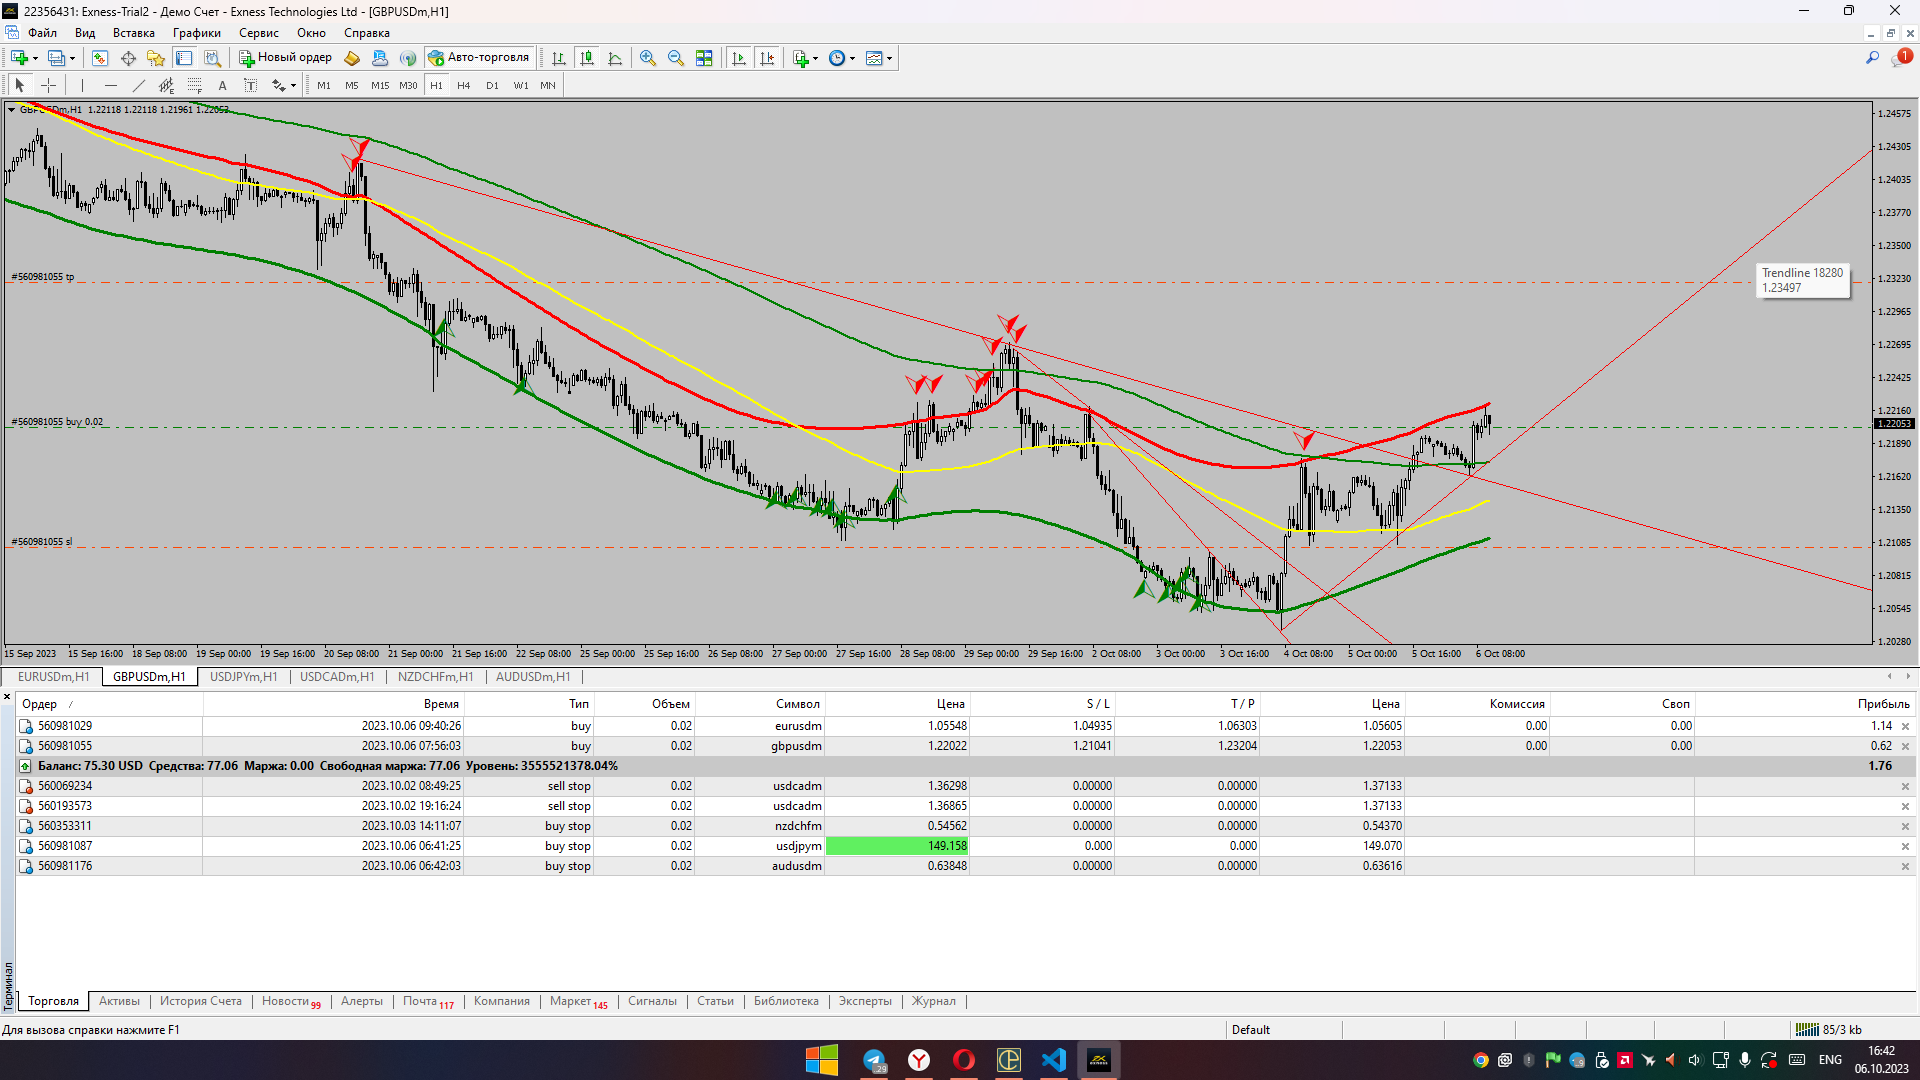 22356431: Exness-Trial2 - Демо Счет - Exness Technologies Ltd - [GBPUSDm,H1]
Файл Вид Вставка Графики Сервис Окно Справка
Новый ордер Авто-торговля 1
A T M1 M5 M15 M30 H1 H4 D1 W1 MN
GBPUSDm,H1 1.22118 1.22118 1.21961 1.22053
1.24575
1.24305
1.24035
1.23770
1.23500
Trendline 18280
#560981055 tp
1.23230
1.23497
1.22965
1.22695
1.22425
1.22160
#560981055 buy 0.02
1.22053
1.21890
1.21620
1.21350
#560981055 sl
1.21085
1.20815
1.20545
1.20280
15 Sep 2023 15 Sep 16:00 18 Sep 08:00 19 Sep 00:00 19 Sep 16:00 20 Sep 08:00 21 Sep 00:00 21 Sep 16:00 22 Sep 08:00 25 Sep 00:00 25 Sep 16:00 26 Sep 08:00 27 Sep 00:00 27 Sep 16:00 28 Sep 08:00 29 Sep 00:00 29 Sep 16:00 2 Oct 08:00 3 Oct 00:00 3 Oct 16:00 4 Oct 08:00 5 Oct 00:00 5 Oct 16:00 6 Oct 08:00
EURUSDm,H1 GBPUSDm,H1 USDJPYm,H1 USDCADm,H1 NZDCHFm,H1 AUDUSDm,H1
Ордер / Время Тип Объем Символ Цена S / L T / P Цена Комиссия Своп Прибыль
560981029 2023.10.06 09:40:26 buy 0.02 eurusdm 1.05548 1.04935 1.06303 1.05605 0.00 0.00 1.14
560981055 2023.10.06 07:56:03 buy 0.02 gbpusdm 1.22022 1.21041 1.23204 1.22053 0.00 0.00 0.62
Баланс: 75.30 USD Средства: 77.06 Маржа: 0.00 Свободная маржа: 77.06 Уровень: 3555521378.04% 1.76
560069234 2023.10.02 08:49:25 sell stop 0.02 usdcadm 1.36298 0.00000 0.00000 1.37133
560193573 2023.10.02 19:16:24 sell stop 0.02 usdcadm 1.36865 0.00000 0.00000 1.37133
560353311 2023.10.03 14:11:07 buy stop 0.02 nzdchfm 0.54562 0.00000 0.00000 0.54370
560981087 2023.10.06 06:41:25 buy stop 0.02 usdjpym 149.158 0.000 0.000 149.070
560981176 2023.10.06 06:42:03 buy stop 0.02 audusdm 0.63848 0.00000 0.00000 0.63616
Терминал
Торговля Активы История Счета Новости 99 Алерты Почта 117 Компания Маркет 145 Сигналы Статьи Библиотека Эксперты Журнал
Для вызова справки нажмите F1 Default 85/3 kb
29 ENG 16:42
06.10.2023